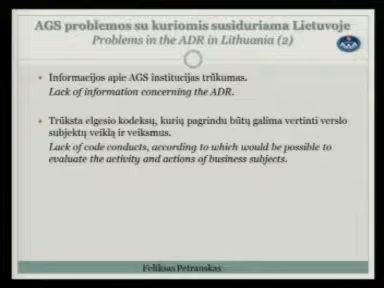 AGS problemos su kuriomis susiduriama Lietuvoje
Problems in the ADR in Lithuania (2)
Informacijos apie AGS institucijas trūkumas.
Lack of information concerning the ADR.
Trūksta elgesio kodeksų, kurių pagrindu būtų galima vertinti verslo
subjektų veiklą ir veiksmus.
Lack of code conducts, according to which would be possible to
evaluate the activity and actions of business subjects.
Feliksas Petrauskas